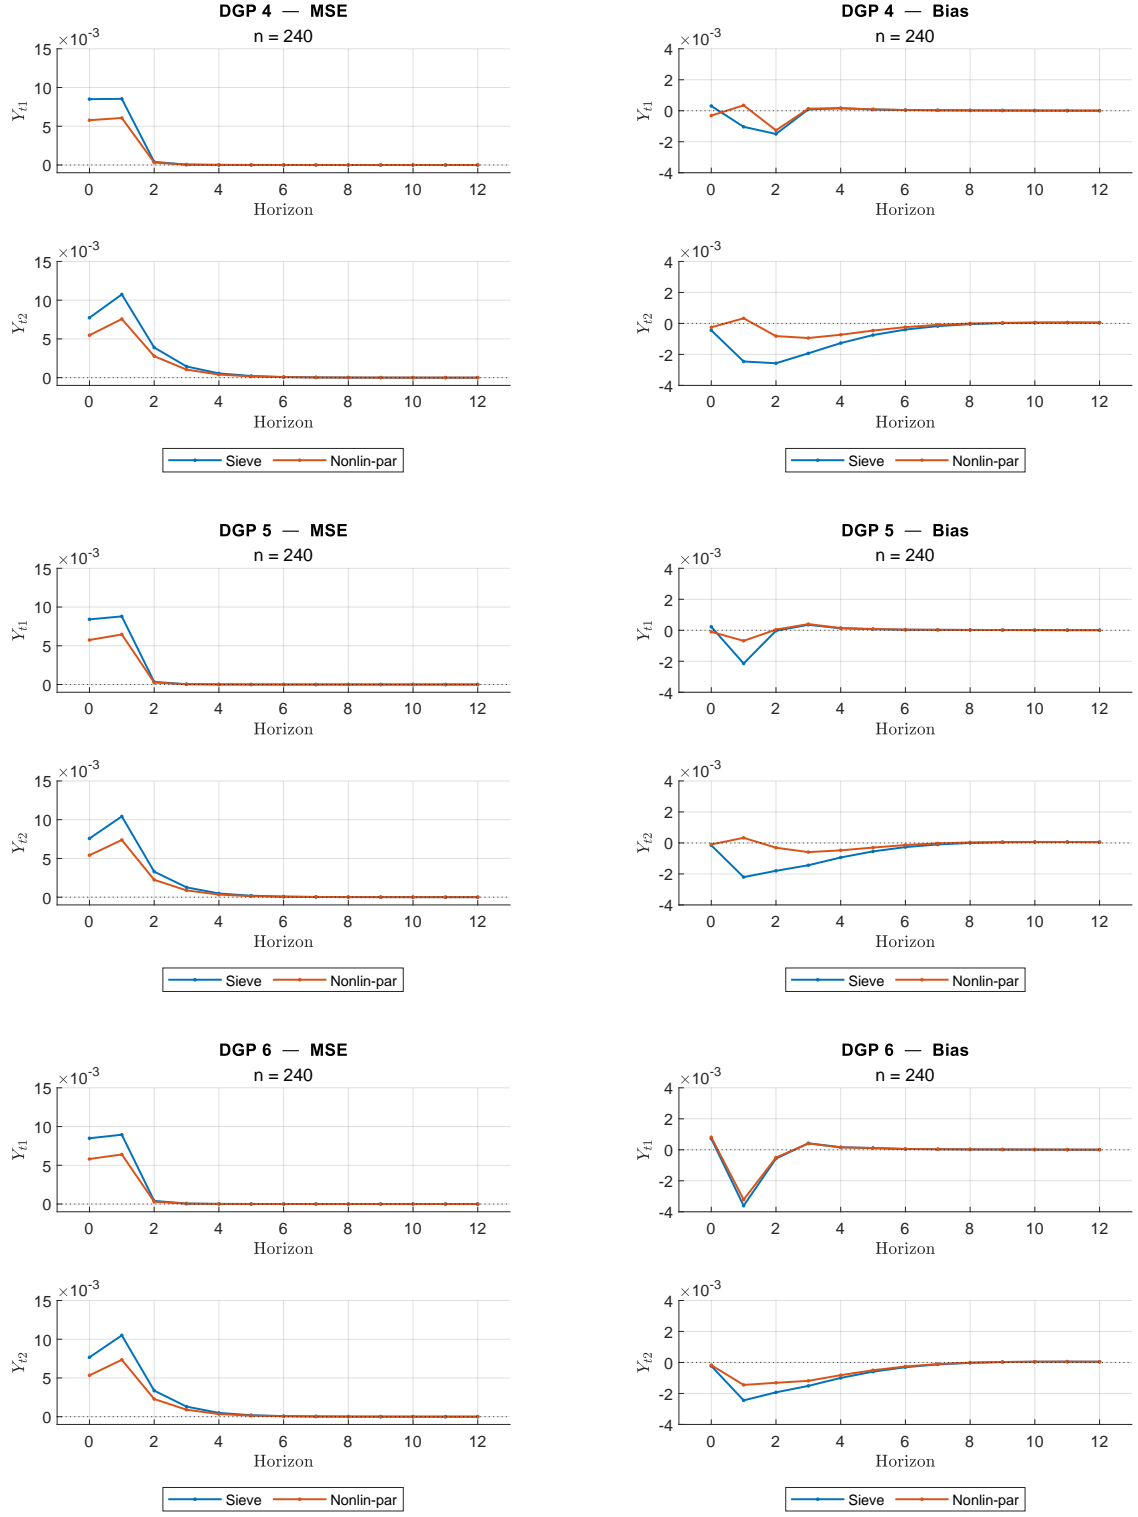 DGP 4 — MSE
n = 240
×10-3
15
10
5
0
Yt1
0 2 4 6 8 10 12
Horizon
×10-3
15
10
5
0
Yt2
0 2 4 6 8 10 12
Horizon
Sieve Nonlin-par
DGP 4 — Bias
n = 240
×10-3
4
2
0
-2
-4
Yt1
0 2 4 6 8 10 12
Horizon
×10-3
4
2
0
-2
-4
Yt2
0 2 4 6 8 10 12
Horizon
Sieve Nonlin-par
DGP 5 — MSE
n = 240
×10-3
15
10
5
0
Yt1
0 2 4 6 8 10 12
Horizon
×10-3
15
10
5
0
Yt2
0 2 4 6 8 10 12
Horizon
Sieve Nonlin-par
DGP 5 — Bias
n = 240
×10-3
4
2
0
-2
-4
Yt1
0 2 4 6 8 10 12
Horizon
×10-3
4
2
0
-2
-4
Yt2
0 2 4 6 8 10 12
Horizon
Sieve Nonlin-par
DGP 6 — MSE
n = 240
×10-3
15
10
5
0
Yt1
0 2 4 6 8 10 12
Horizon
×10-3
15
10
5
0
Yt2
0 2 4 6 8 10 12
Horizon
Sieve Nonlin-par
DGP 6 — Bias
n = 240
×10-3
4
2
0
-2
-4
Yt1
0 2 4 6 8 10 12
Horizon
×10-3
4
2
0
-2
-4
Yt2
0 2 4 6 8 10 12
Horizon
Sieve Nonlin-par